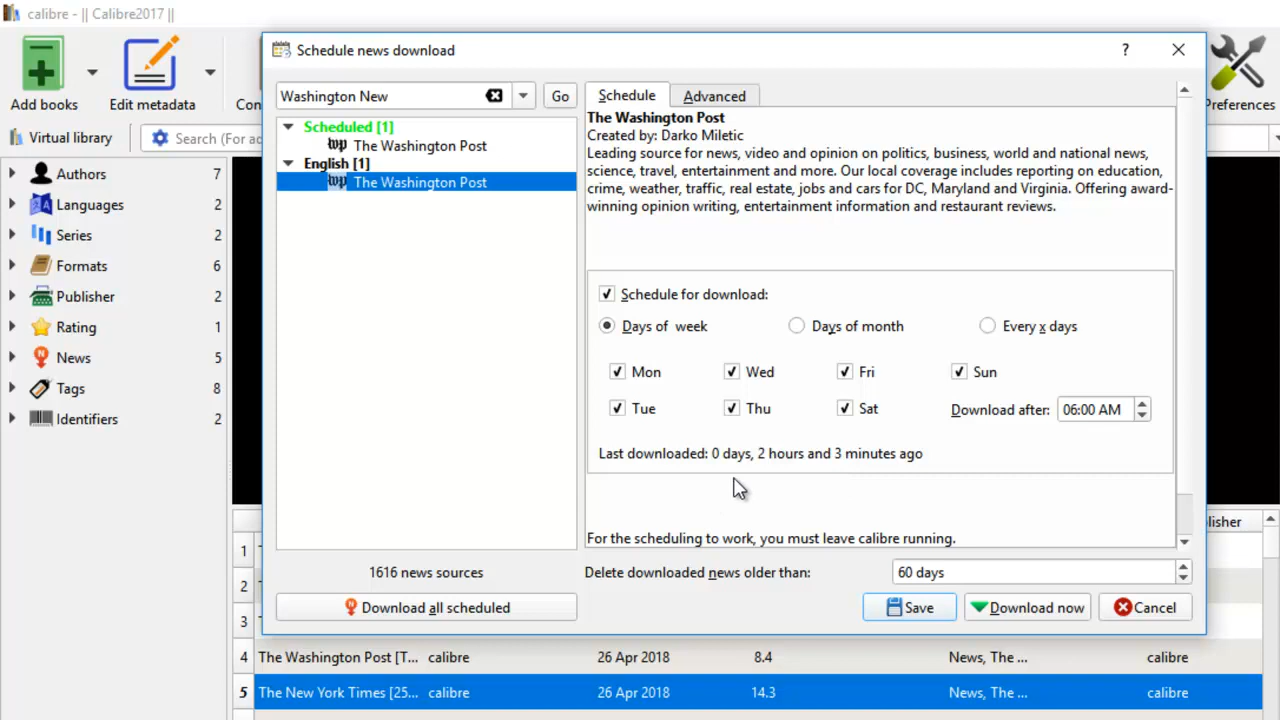 calibre - || Calibre2017 ||
Schedule news download
?
Add books
Edit metadata
Con
Preferences
Washington New
Go
Schedule
Advanced
Scheduled [1]
The Washington Post
English [1]
The Washington Post
The Washington Post
Created by: Darko Miletic
Leading source for news, video and opinion on politics, business, world and national news,
science, travel, entertainment and more. Our local coverage includes reporting on education,
crime, weather, traffic, real estate, jobs and cars for DC, Maryland and Virginia. Offering award-
winning opinion writing, entertainment information and restaurant reviews.
Virtual library
Search (For ad
Authors 7
Languages 2
Series 2
Formats 6
Publisher 2
Rating 1
News 5
Tags 8
Identifiers 2
Schedule for download:
Days of week
Days of month
Every x days
Mon
Wed
Fri
Sun
Tue
Thu
Sat
Download after: 06:00 AM
Last downloaded: 0 days, 2 hours and 3 minutes ago
For the scheduling to work, you must leave calibre running.
1616 news sources
Delete downloaded news older than: 60 days
Download all scheduled
Save
Download now
Cancel
lisher
1
2
3
4 The Washington Post [T... calibre 26 Apr 2018 8.4 News, The ... calibre
5 The New York Times [25... calibre 26 Apr 2018 14.3 News, The ... calibre